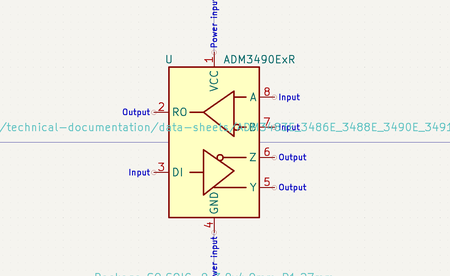 Power input
1
U ADM3490ExR
VCC
A 8 Input
Output 2 RO
B 7 Input
/technical-documentation/data-sheets/ADM3483E_3486E_3488E_3490E_3491
Z 6 Output
Input 3 DI
Y 5 Output
GND
4
wer input